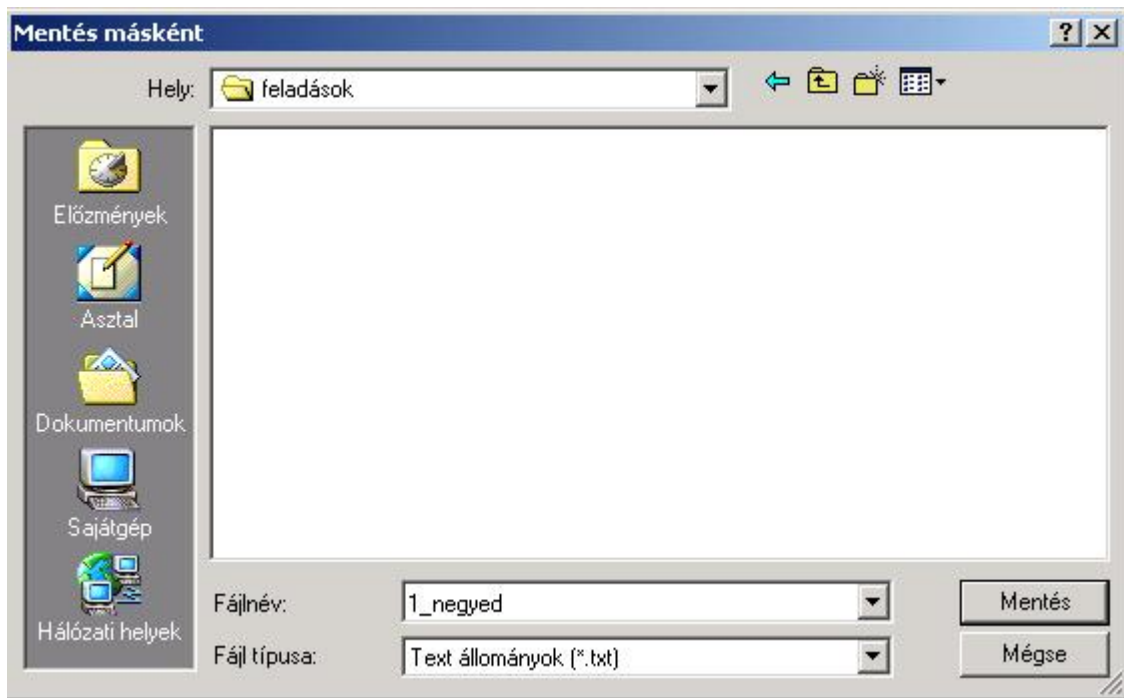 Mentés másként
Hely: feladások
Előzmények
Asztal
Dokumentumok
Sajátgép
Hálózati helyek
Fájlnév: 1_negyed Mentés
Fájl típusa: Text állományok (*.txt) Mégse